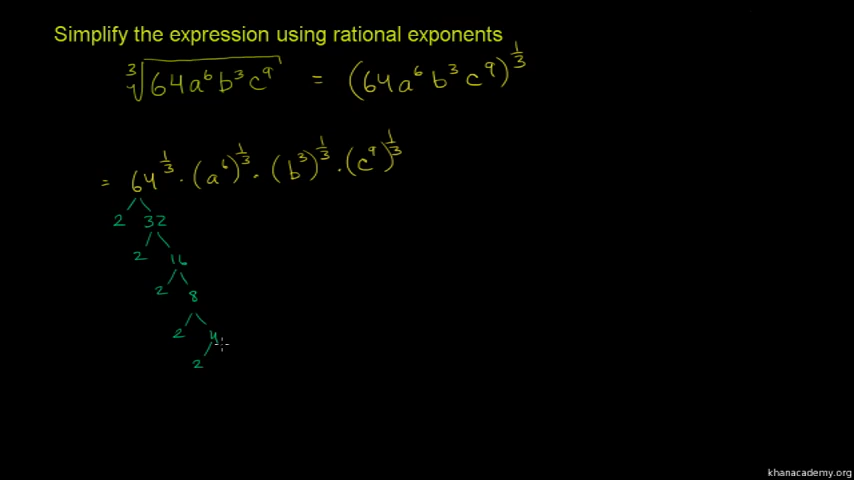 Simplify the expression using rational exponents
∛(64a⁶b³c⁹) = (64a⁶b³c⁹)^(1/3)
= 64^(1/3) · (a⁶)^(1/3) · (b³)^(1/3) · (c⁹)^(1/3)
2 32
2 16
2 8
2 4
2
khanacademy.org